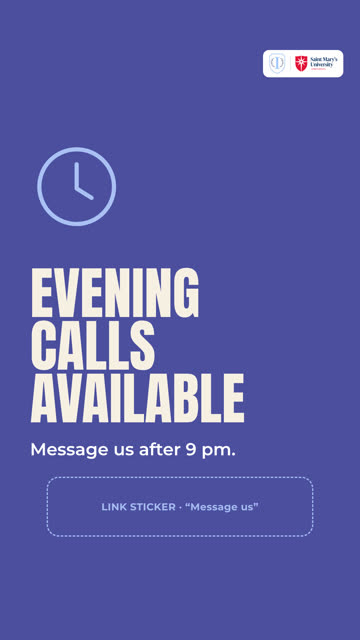 Saint Mary's
University
EVENING
CALLS
AVAILABLE
Message us after 9 pm.
LINK STICKER · “Message us”